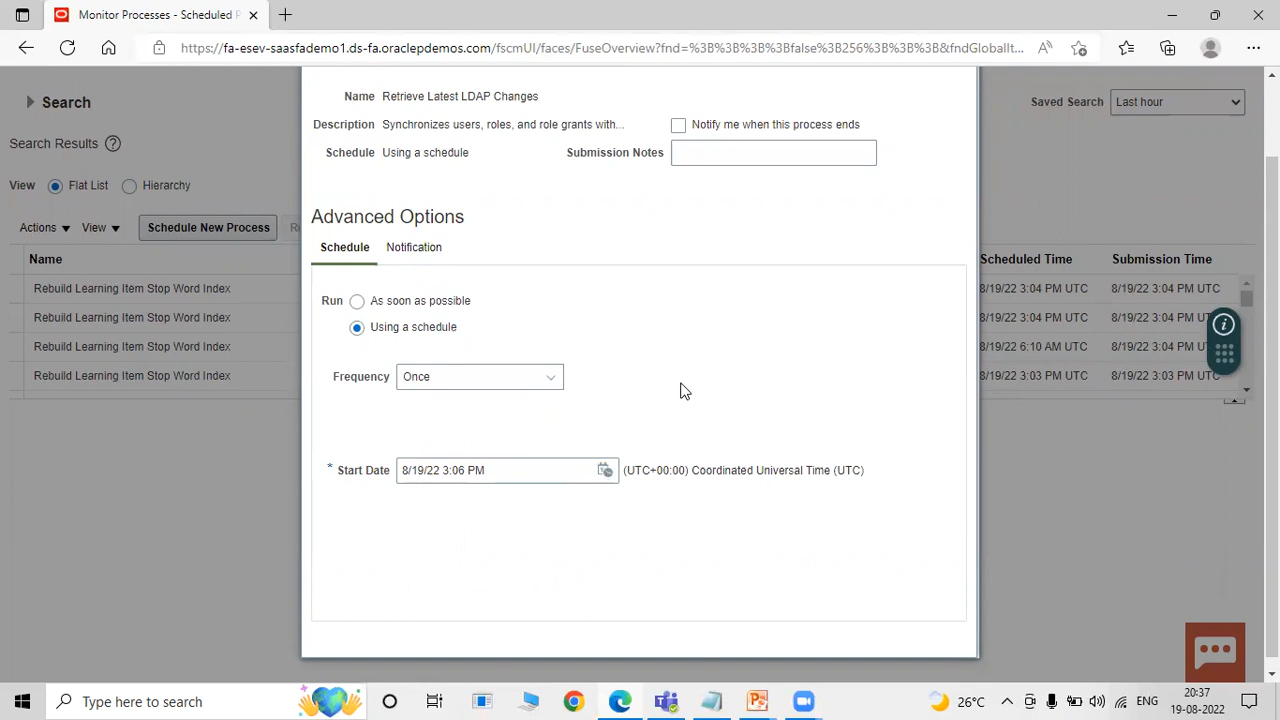 Monitor Processes - Scheduled P
https://fa-esev-saasfademo1.ds-fa.oraclepdemos.com/fscmUI/faces/FuseOverview?fnd=%3B%3B%3B%3Bfalse%3B256%3B%3B%3B&fndGlobalIt...
Search
Saved Search Last hour
Search Results ?
View Flat List Hierarchy
Actions View Schedule New Process
Name Scheduled Time Submission Time
Rebuild Learning Item Stop Word Index 8/19/22 3:04 PM UTC 8/19/22 3:04 PM UTC
Rebuild Learning Item Stop Word Index 8/19/22 3:04 PM UTC 8/19/22 3:04 PM UTC
Rebuild Learning Item Stop Word Index 8/19/22 6:10 AM UTC 8/19/22 3:04 PM UTC
Rebuild Learning Item Stop Word Index 8/19/22 3:03 PM UTC 8/19/22 3:03 PM UTC
Name Retrieve Latest LDAP Changes
Description Synchronizes users, roles, and role grants with... Notify me when this process ends
Schedule Using a schedule Submission Notes
Advanced Options
Schedule Notification
Run As soon as possible
Using a schedule
Frequency Once
* Start Date 8/19/22 3:06 PM (UTC+00:00) Coordinated Universal Time (UTC)
Type here to search
26°C
20:37
19-08-2022